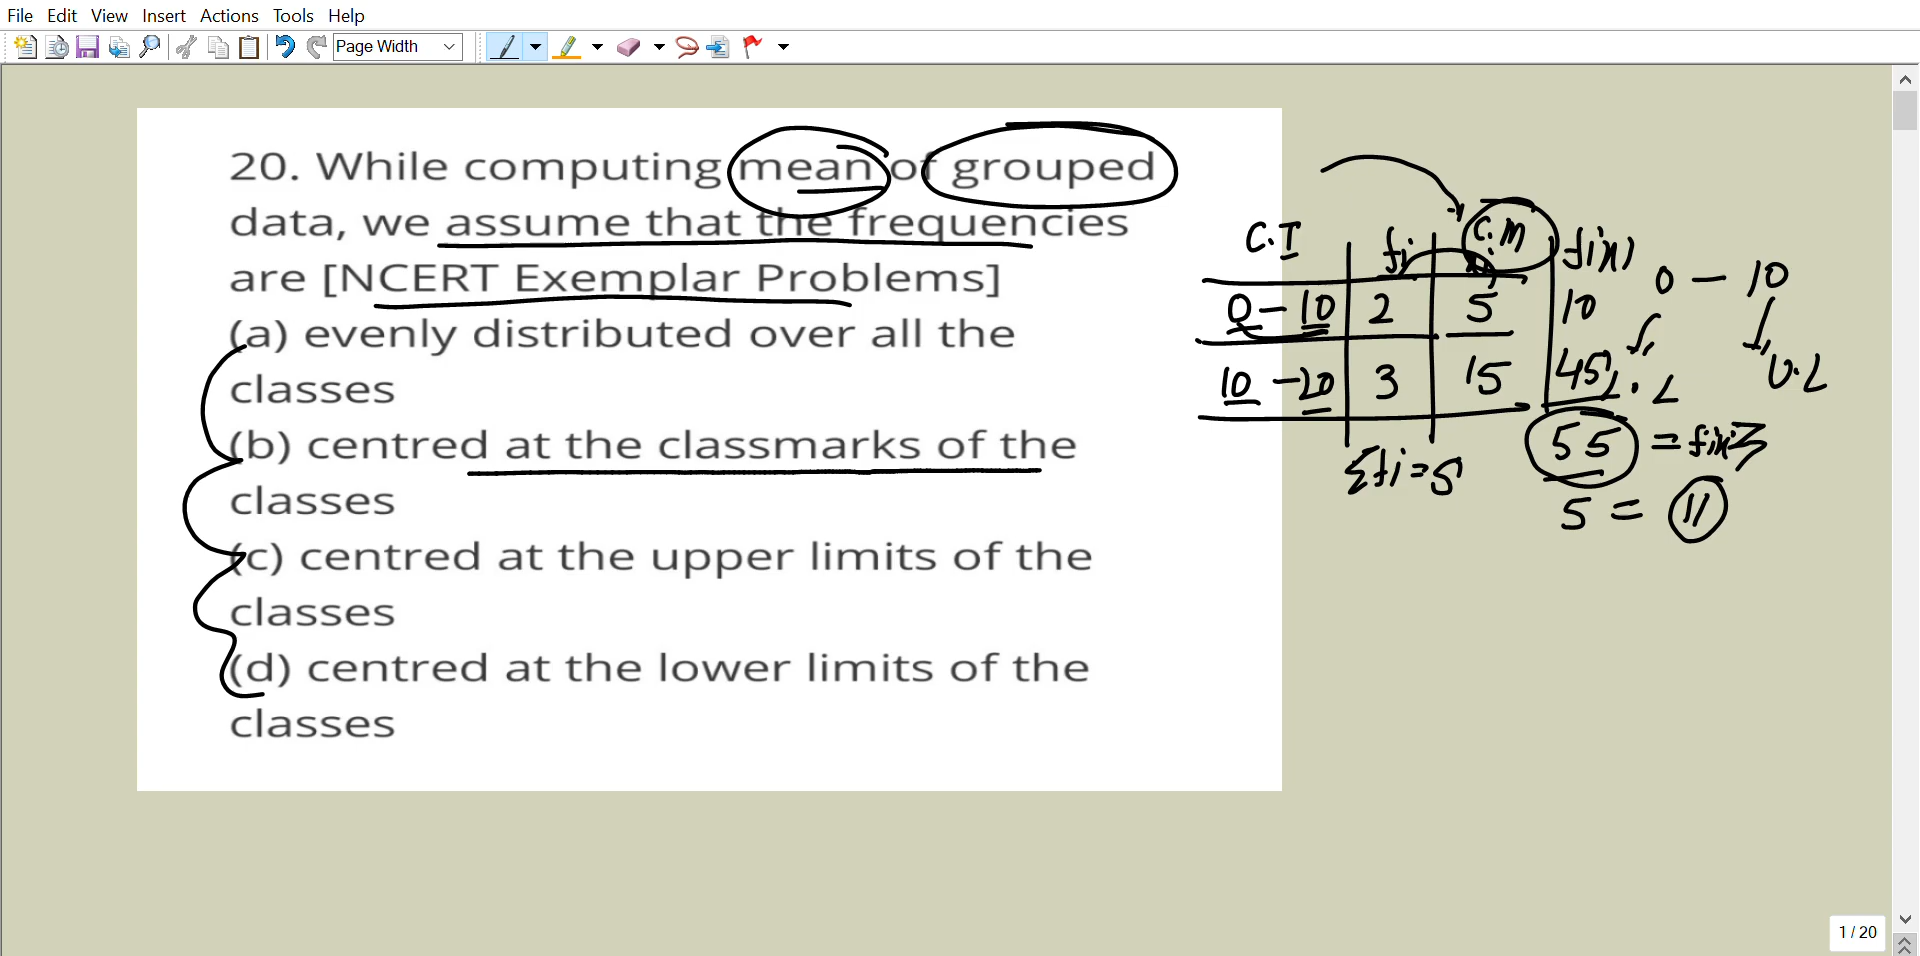 File Edit View Insert Actions Tools Help
Page Width
20. While computing mean of grouped
data, we assume that the frequencies
are [NCERT Exemplar Problems]
(a) evenly distributed over all the
classes
(b) centred at the classmarks of the
classes
(c) centred at the upper limits of the
classes
(d) centred at the lower limits of the
classes
C.I fi C.M fixi
0-10 2 5 10
10-20 3 15 45
Σfi=5
55 = fixi
5 = 11
0 - 10
L.L U.L
1 / 20